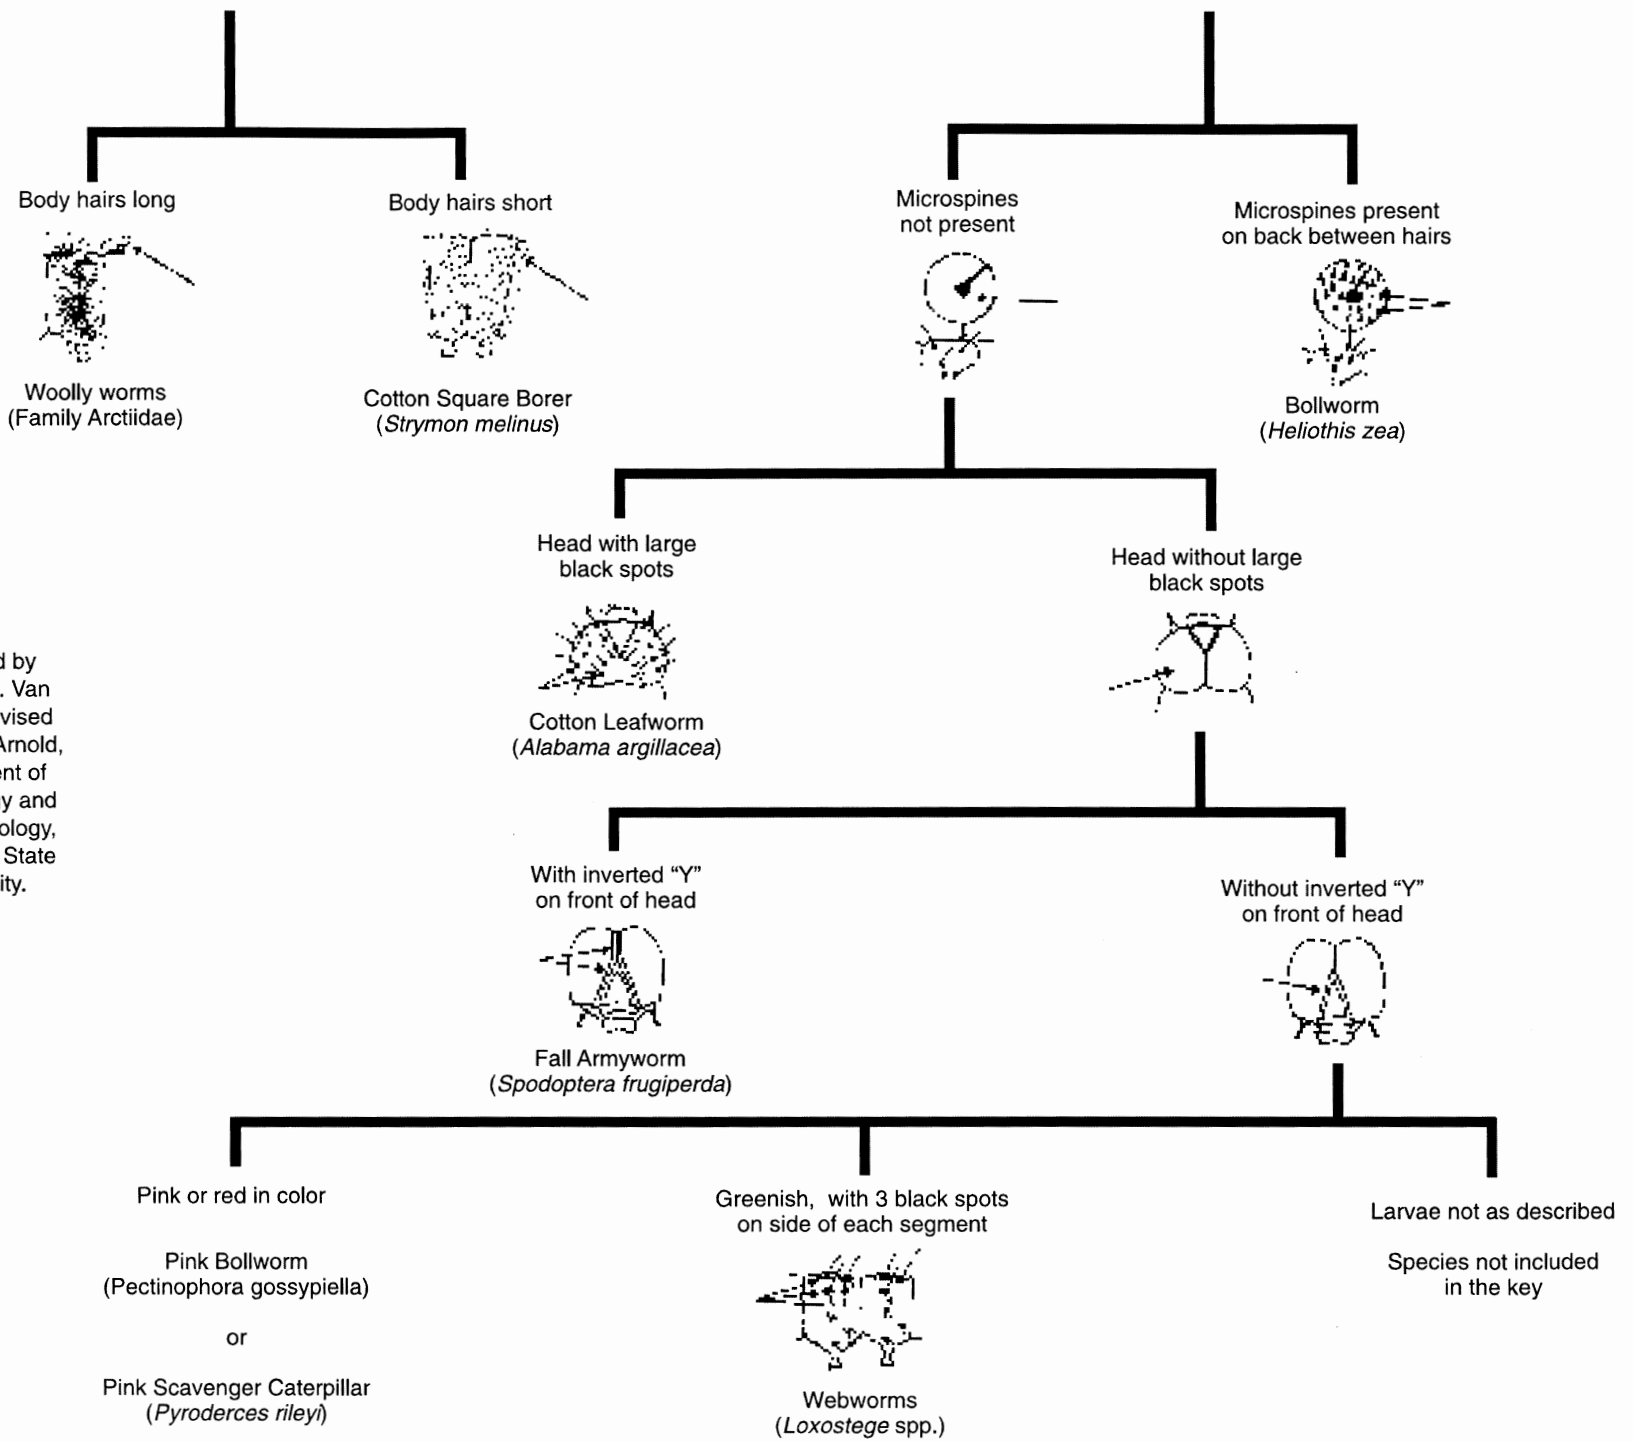 Body hairs long
Woolly worms
(Family Arctiidae)
Body hairs short
Cotton Square Borer
(Strymon melinus)
Microspines
not present
Microspines present
on back between hairs
Bollworm
(Heliothis zea)
Head with large
black spots
Cotton Leafworm
(Alabama argillacea)
Head without large
black spots
d by
. Van
vised
Arnold,
ent of
y and
ology,
State
ity.
With inverted “Y”
on front of head
Fall Armyworm
(Spodoptera frugiperda)
Without inverted “Y”
on front of head
Pink or red in color
Pink Bollworm
(Pectinophora gossypiella)
or
Pink Scavenger Caterpillar
(Pyroderces rileyi)
Greenish, with 3 black spots
on side of each segment
Webworms
(Loxostege spp.)
Larvae not as described
Species not included
in the key